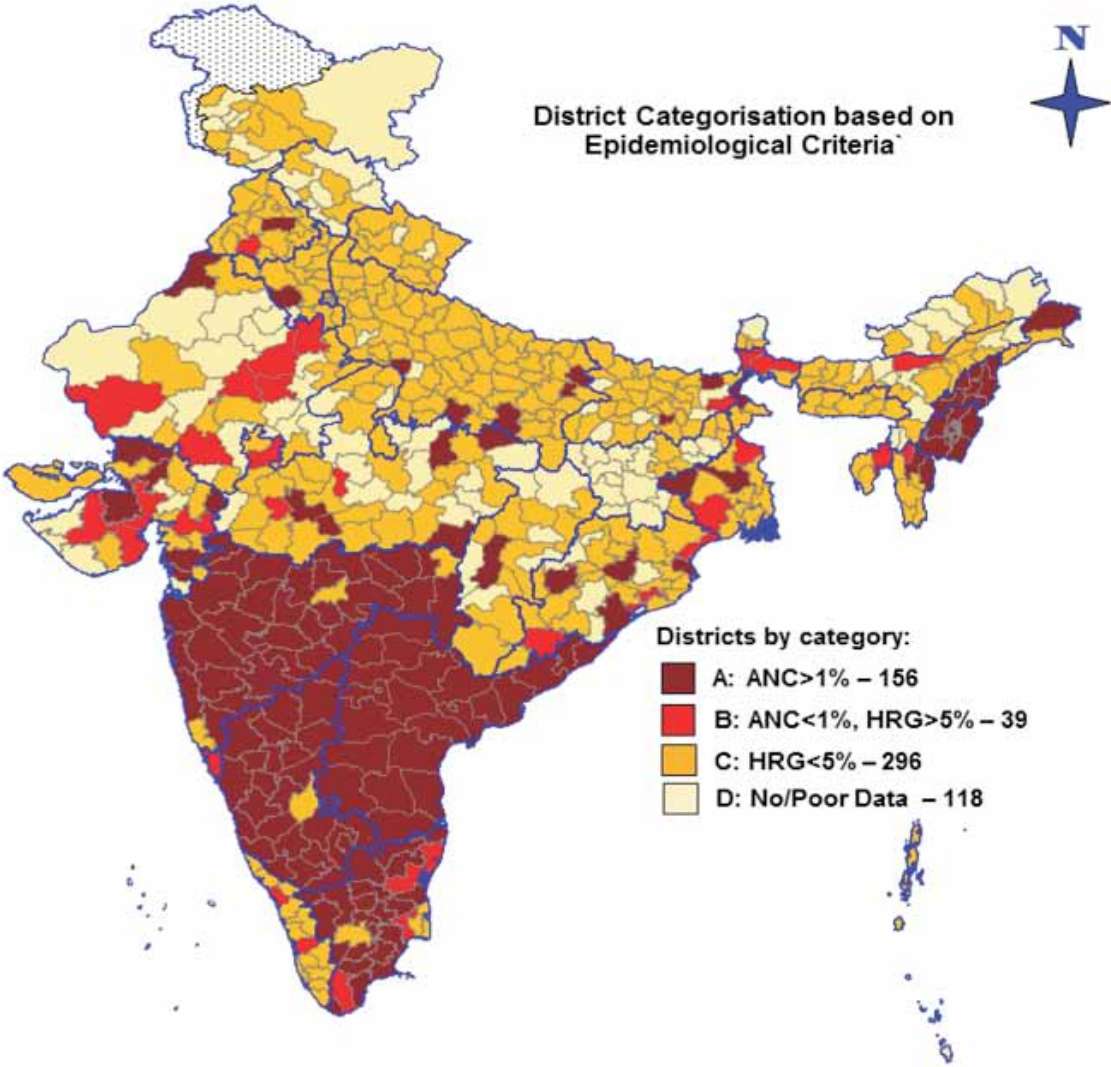 N
District Categorisation based on
Epidemiological Criteria`
Districts by category:
A: ANC>1% – 156
B: ANC<1%, HRG>5% – 39
C: HRG<5% – 296
D: No/Poor Data – 118